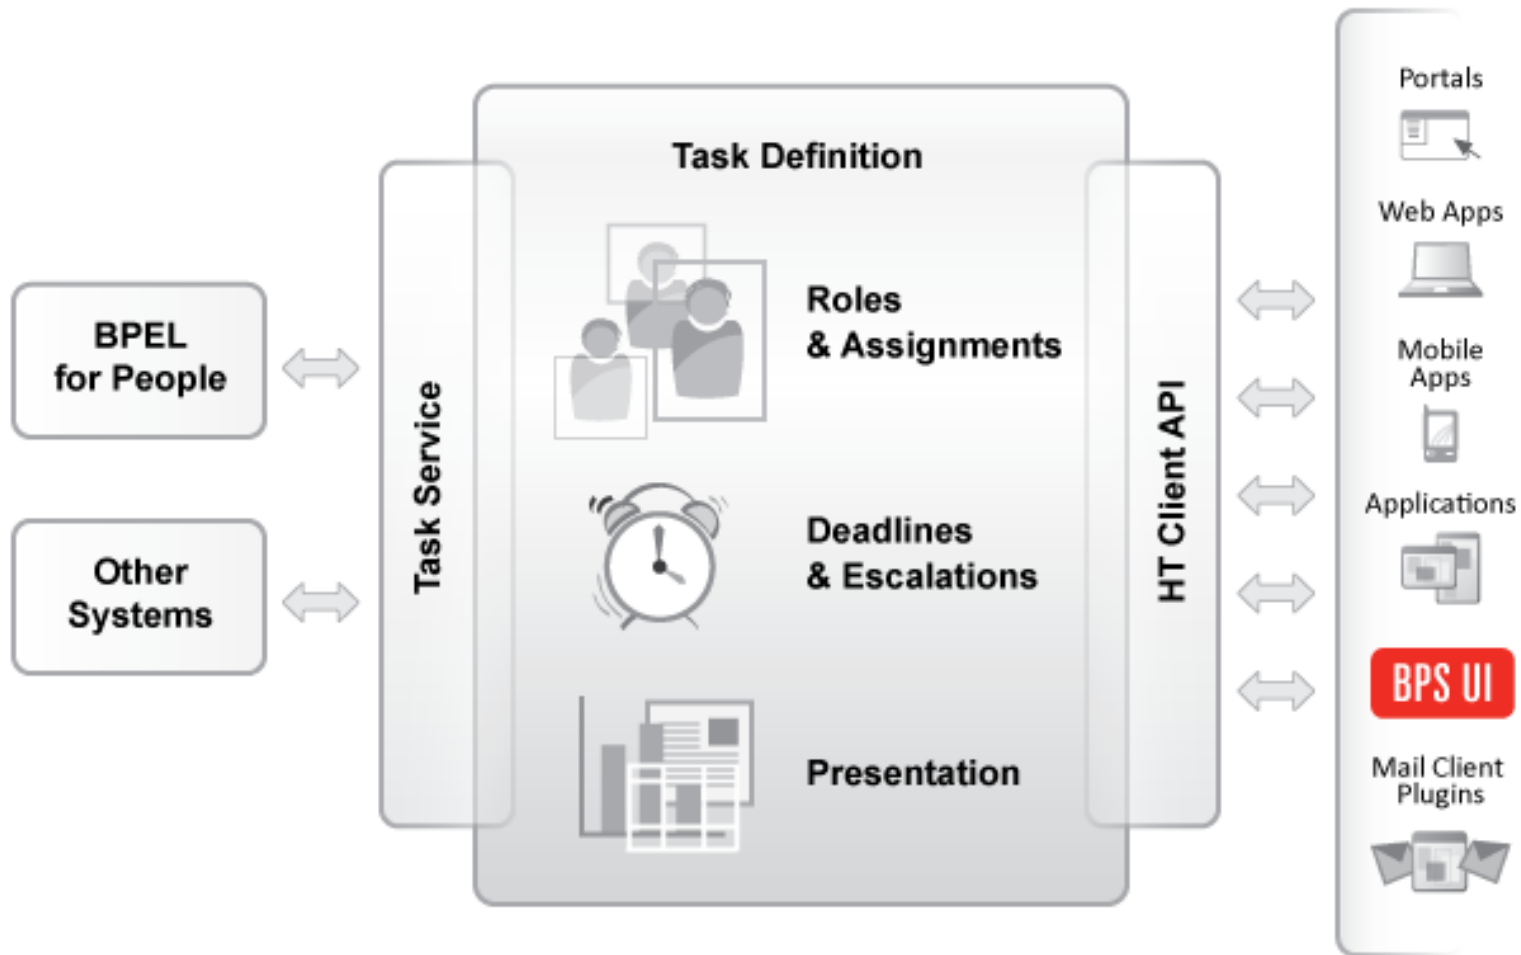 BPEL
for People
Other
Systems
Task Service
Task Definition
Roles
& Assignments
Deadlines
& Escalations
Presentation
HT Client API
Portals
Web Apps
Mobile
Apps
Applications
BPS UI
Mail Client
Plugins